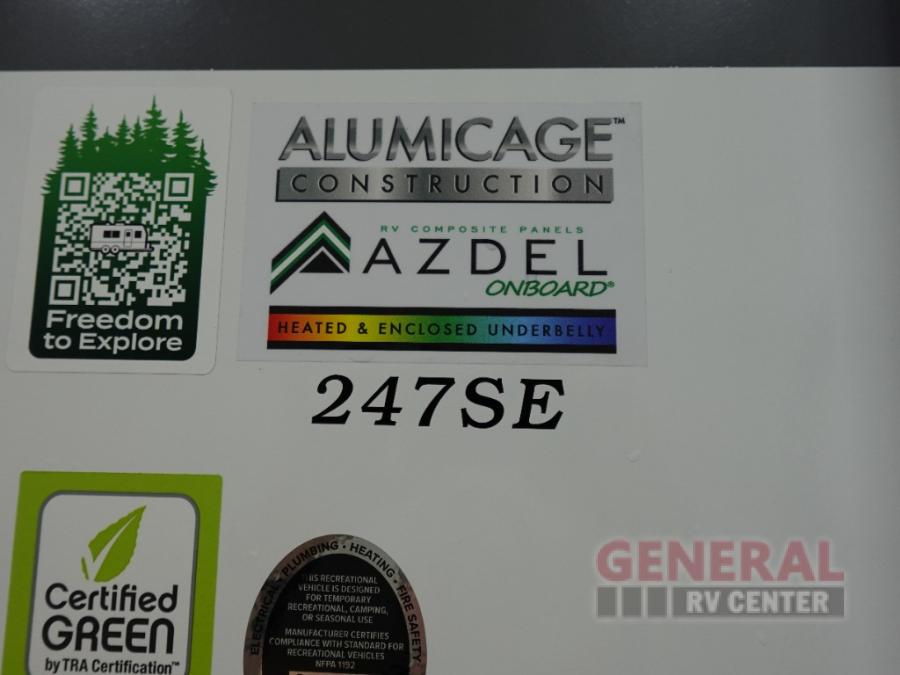 ALUMICAGE™
CONSTRUCTION
RV COMPOSITE PANELS
AZDEL
ONBOARD®
HEATED & ENCLOSED UNDERBELLY
Freedom
to Explore
247SE
Certified
GREEN
by TRA Certification™
ELECTRICAL • PLUMBING • HEATING • FIRE SAFETY
THIS RECREATIONAL
VEHICLE IS DESIGNED
FOR TEMPORARY
RECREATIONAL, CAMPING,
OR SEASONAL USE
MANUFACTURER CERTIFIES
COMPLIANCE WITH STANDARD FOR
RECREATIONAL VEHICLES
NFPA 1192
GENERAL
RV CENTER